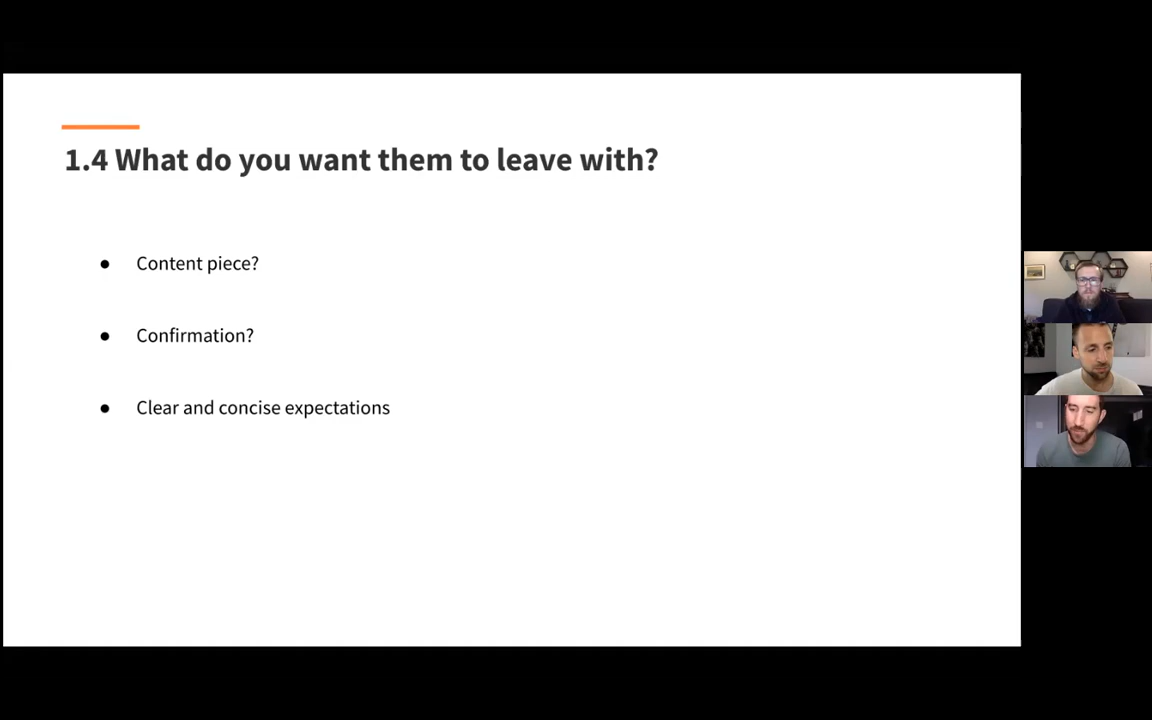 1.4 What do you want them to leave with?
● Content piece?
● Confirmation?
● Clear and concise expectations